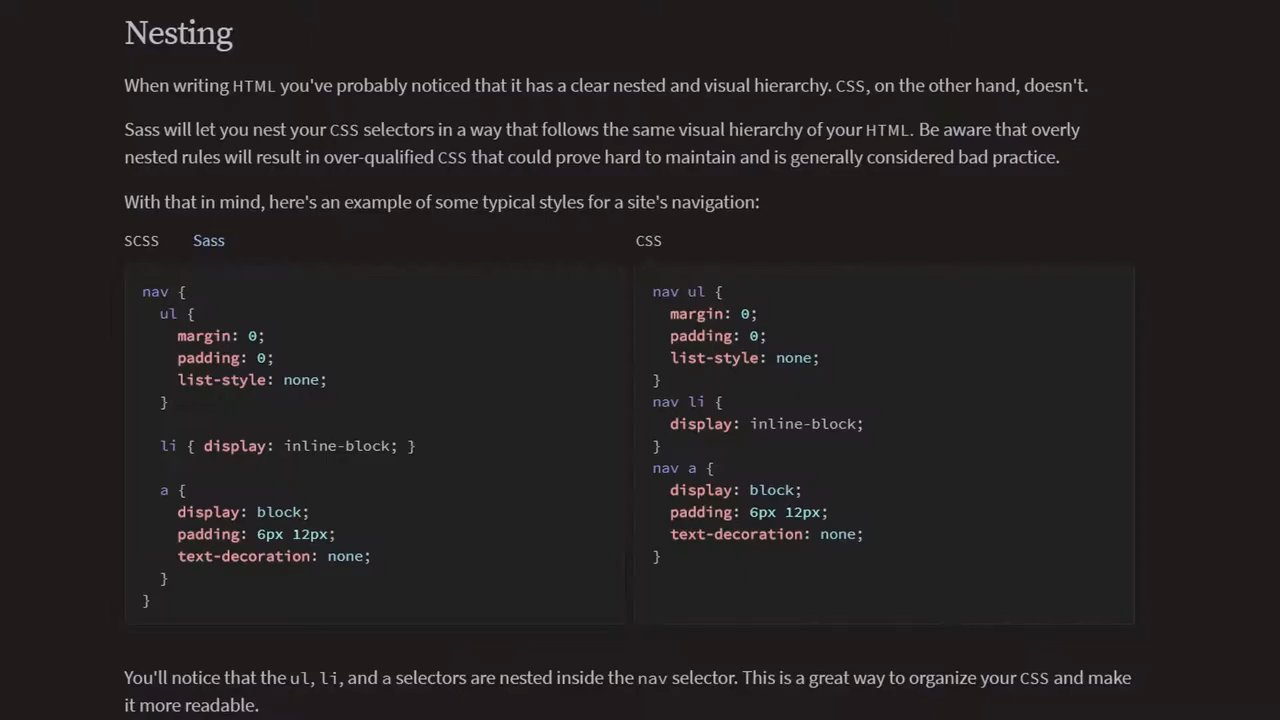 Nesting
When writing HTML you've probably noticed that it has a clear nested and visual hierarchy. CSS, on the other hand, doesn't.
Sass will let you nest your CSS selectors in a way that follows the same visual hierarchy of your HTML. Be aware that overly
nested rules will result in over-qualified CSS that could prove hard to maintain and is generally considered bad practice.
With that in mind, here's an example of some typical styles for a site's navigation:
SCSS Sass
nav {
  ul {
    margin: 0;
    padding: 0;
    list-style: none;
  }
  li { display: inline-block; }
  a {
    display: block;
    padding: 6px 12px;
    text-decoration: none;
  }
}
CSS
nav ul {
  margin: 0;
  padding: 0;
  list-style: none;
}
nav li {
  display: inline-block;
}
nav a {
  display: block;
  padding: 6px 12px;
  text-decoration: none;
}
You'll notice that the ul, li, and a selectors are nested inside the nav selector. This is a great way to organize your CSS and make
it more readable.